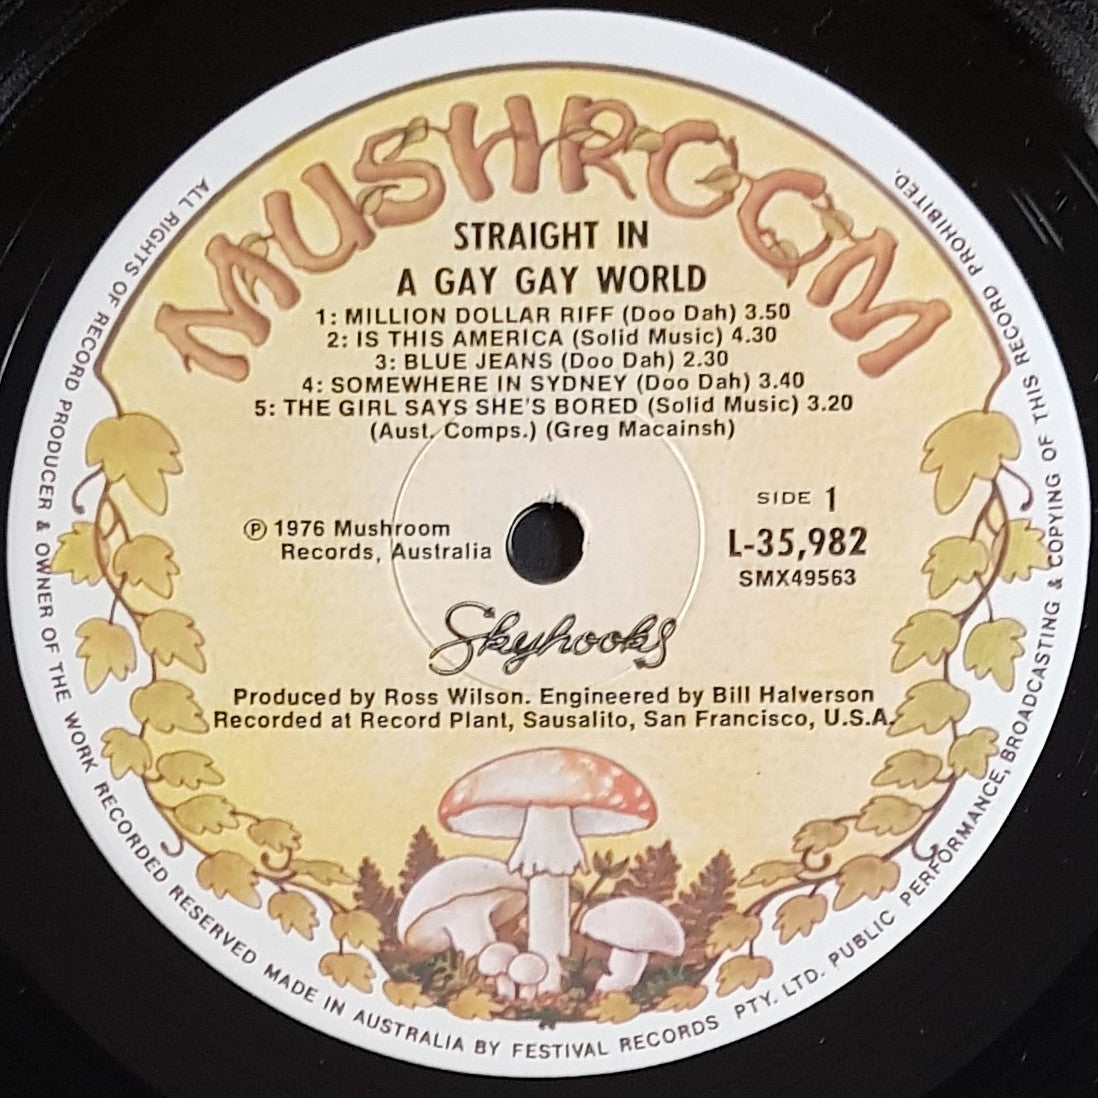 MUSHROOM
STRAIGHT IN
A GAY GAY WORLD
1: MILLION DOLLAR RIFF (Doo Dah) 3.50
2: IS THIS AMERICA (Solid Music) 4.30
3: BLUE JEANS (Doo Dah) 2.30
4: SOMEWHERE IN SYDNEY (Doo Dah) 3.40
5: THE GIRL SAYS SHE'S BORED (Solid Music) 3.20
(Aust. Comps.) (Greg Macainsh)
SIDE 1
℗ 1976 Mushroom
Records, Australia
L-35,982
SMX49563
Skyhooks
Produced by Ross Wilson. Engineered by Bill Halverson
Recorded at Record Plant, Sausalito, San Francisco, U.S.A.
ALL RIGHTS OF RECORD PRODUCER & OWNER OF THE WORK RECORDED RESERVED MADE IN AUSTRALIA BY FESTIVAL RECORDS PTY. LTD. PUBLIC PERFORMANCE, BROADCASTING & COPYING OF THIS RECORD PROHIBITED.